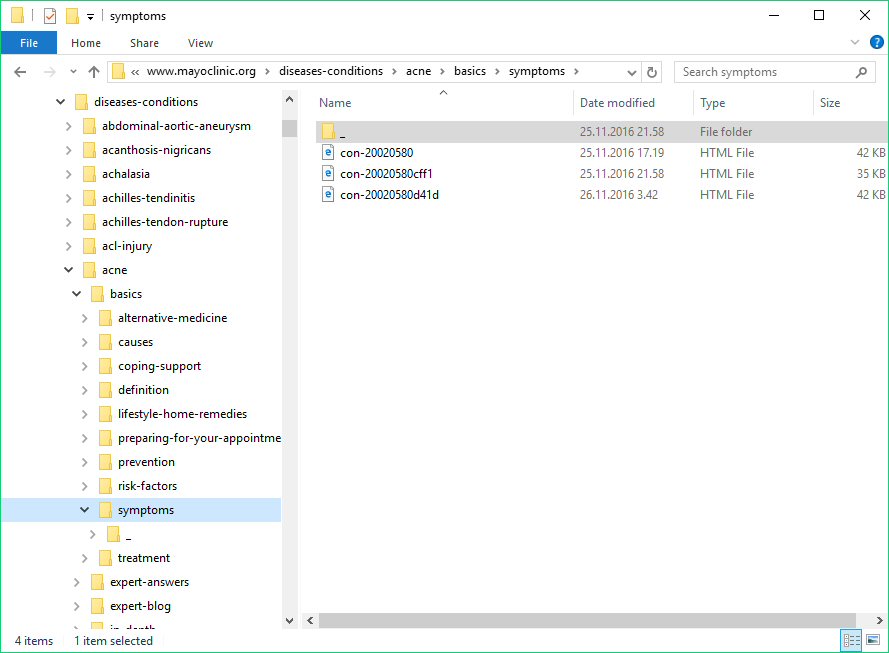 symptoms
File Home Share View
« www.mayoclinic.org > diseases-conditions > acne > basics > symptoms >
Search symptoms
diseases-conditions
abdominal-aortic-aneurysm
acanthosis-nigricans
achalasia
achilles-tendinitis
achilles-tendon-rupture
acl-injury
acne
basics
alternative-medicine
causes
coping-support
definition
lifestyle-home-remedies
preparing-for-your-appointme
prevention
risk-factors
symptoms
_
treatment
expert-answers
expert-blog
in-depth
Name Date modified Type Size
_ 25.11.2016 21.58 File folder
con-20020580 25.11.2016 17.19 HTML File 42 KB
con-20020580cff1 25.11.2016 21.58 HTML File 35 KB
con-20020580d41d 26.11.2016 3.42 HTML File 42 KB
4 items 1 item selected